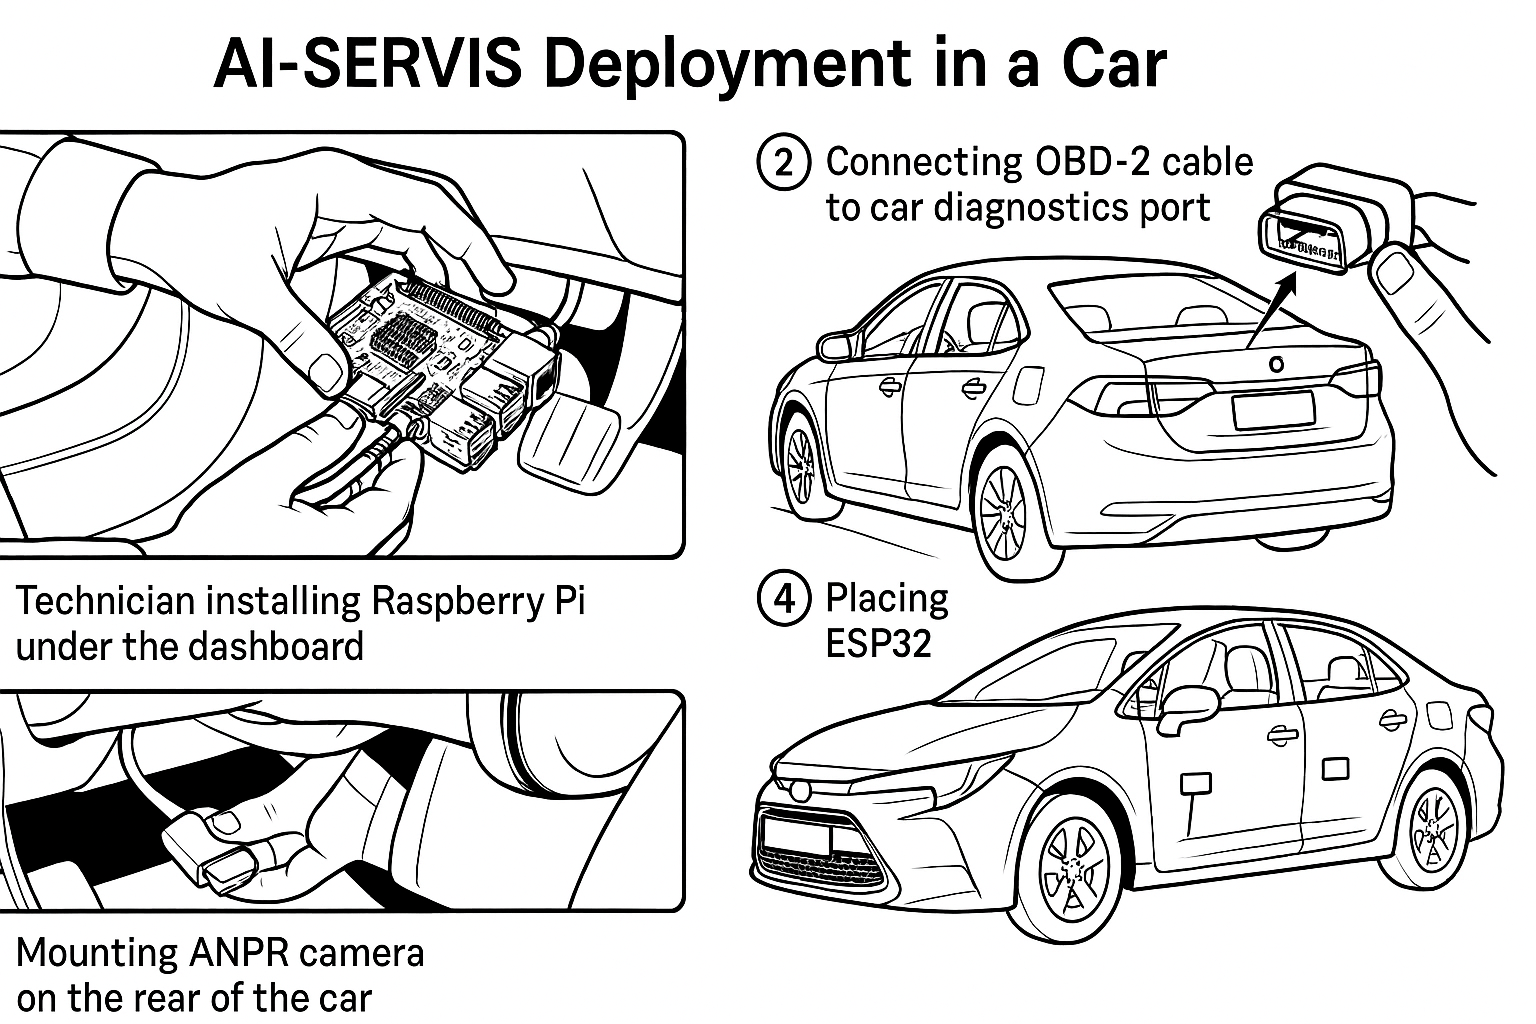 AI-SERVIS Deployment in a Car
Technician installing Raspberry Pi
under the dashboard
2 Connecting OBD-2 cable
to car diagnostics port
Mounting ANPR camera
on the rear of the car
4 Placing
ESP32